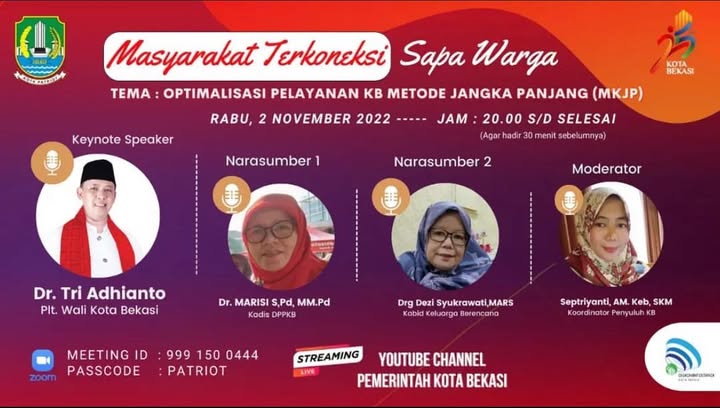 Masyarakat Terkoneksi Sapa Warga
KOTA BEKASI
TEMA : OPTIMALISASI PELAYANAN KB METODE JANGKA PANJANG (MKJP)
RABU, 2 NOVEMBER 2022 ----- JAM : 20.00 S/D SELESAI
(Agar hadir 30 menit sebelumnya)
Keynote Speaker
Dr. Tri Adhianto
Plt. Wali Kota Bekasi
Narasumber 1
Dr. MARISI S,Pd, MM.Pd
Kadis DPPKB
Narasumber 2
Drg Dezi Syukrawati,MARS
Kabid Keluarga Berencana
Moderator
Septriyanti, AM. Keb, SKM
Koordinator Penyuluh KB
zoom
MEETING ID : 999 150 0444
PASSCODE : PATRIOT
STREAMING
LIVE
YOUTUBE CHANNEL
PEMERINTAH KOTA BEKASI